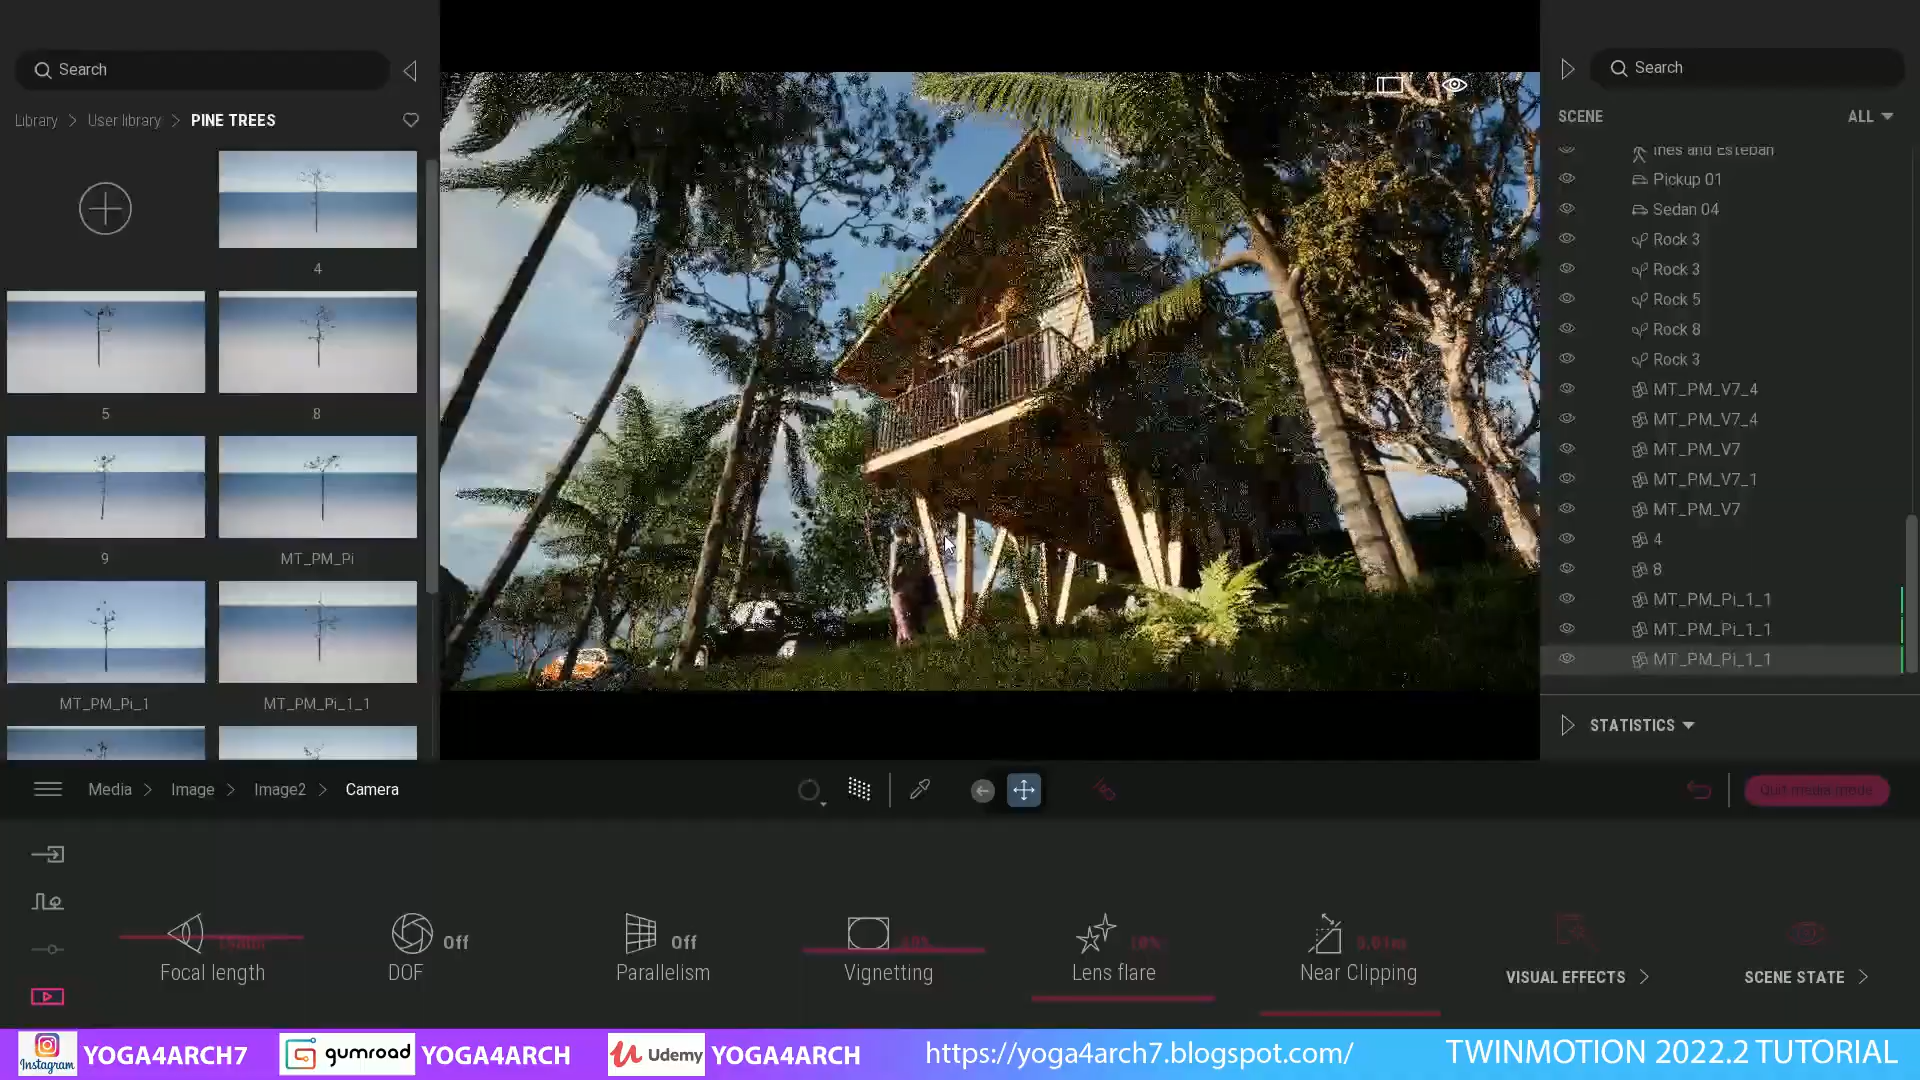 Search
Library > User library > PINE TREES
4
5
8
9
MT_PM_Pi
MT_PM_Pi_1
MT_PM_Pi_1_1
Search
SCENE
ALL
Ines and Esteban
Pickup 01
Sedan 04
Rock 3
Rock 3
Rock 5
Rock 8
Rock 3
MT_PM_V7_4
MT_PM_V7_4
MT_PM_V7
MT_PM_V7_1
MT_PM_V7
4
8
MT_PM_Pi_1_1
MT_PM_Pi_1_1
MT_PM_Pi_1_1
STATISTICS
Media > Image > Image2 > Camera
Quit media mode
Focal length
Off
DOF
Off
Parallelism
Vignetting
10%
Lens flare
Near Clipping
VISUAL EFFECTS >
SCENE STATE >
Instagram
YOGA4ARCH7
gumroad
YOGA4ARCH
Udemy
YOGA4ARCH
https://yoga4arch7.blogspot.com/
TWINMOTION 2022.2 TUTORIAL